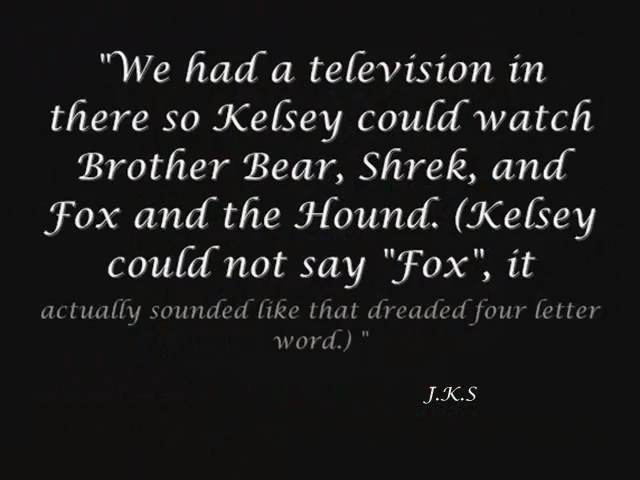 "We had a television in
there so Kelsey could watch
Brother Bear, Shrek, and
Fox and the Hound. (Kelsey
could not say "Fox", it
actually sounded like that dreaded four letter
word.) "
J.K.S